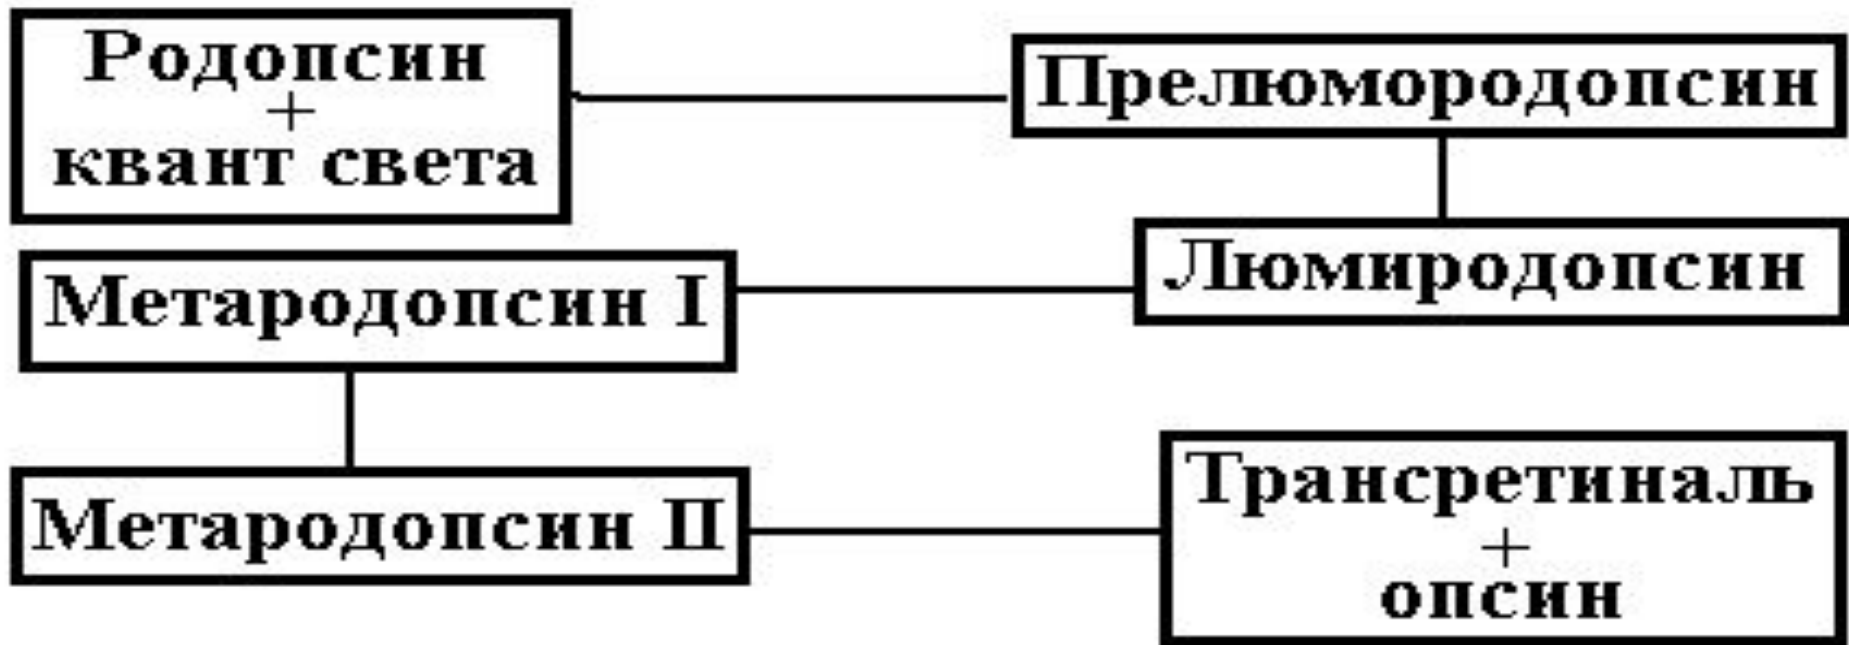 Родопсин
+
квант света
Прелюмородопсин
Люмиродопсин
Метародопсин I
Метародопсин II
Трансретиналь
+
опсин